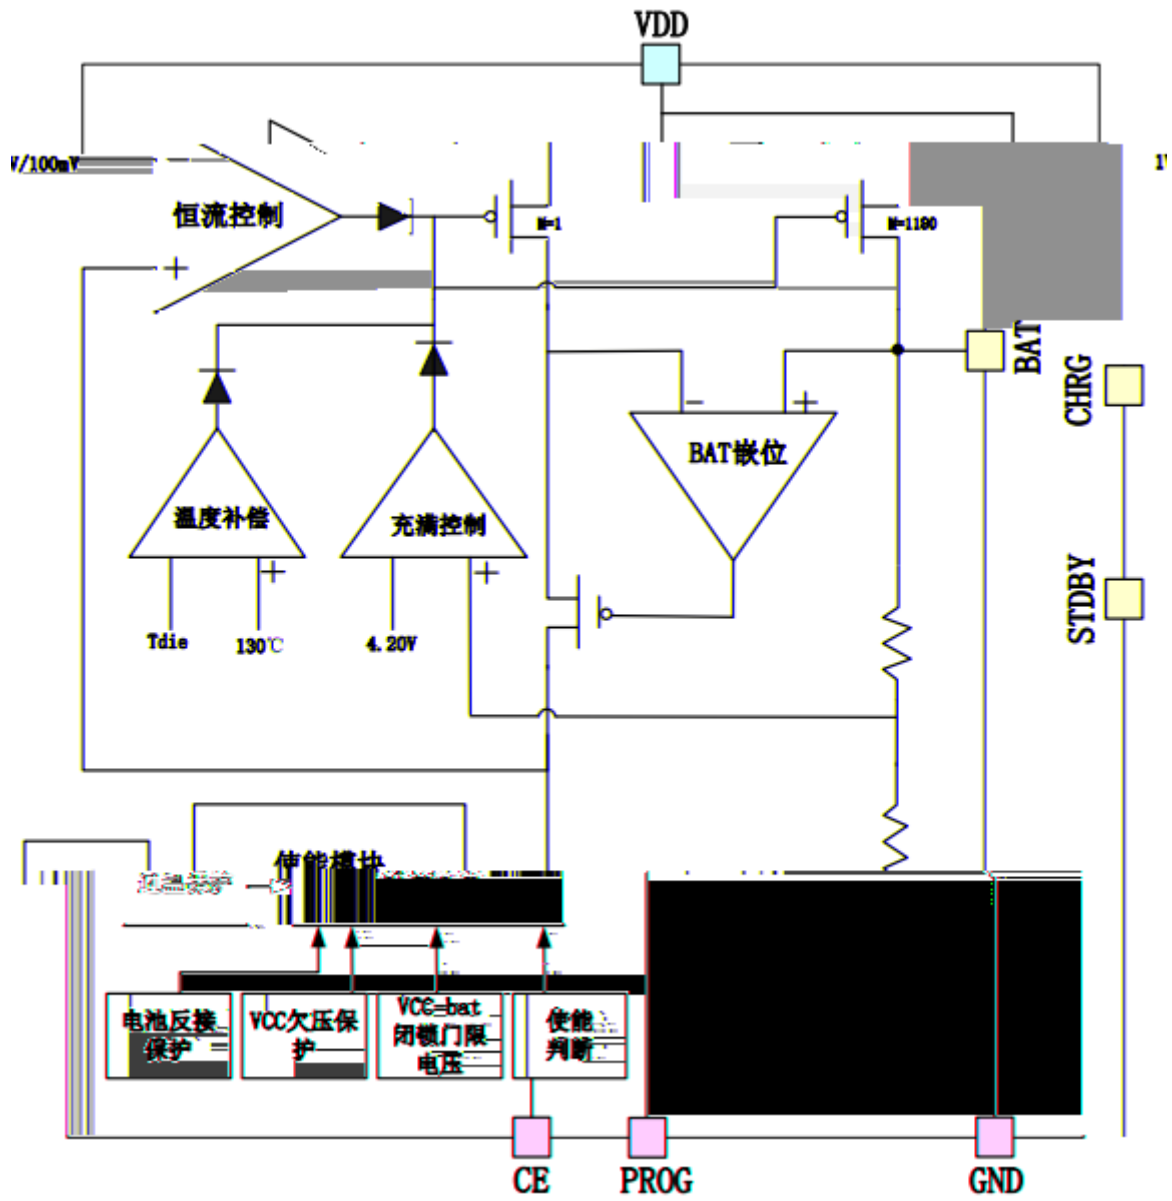 VDD
V/100mV
1V
恒流控制
M=1
M=1190
BAT
CHRG
BAT嵌位
温度补偿
充满控制
STDBY
Tdie
130℃
4.20V
使能模块
电池反接
保护
VCC欠压保
护
VCC=bat
闭锁门限
电压
使能
判断
CE
PROG
GND